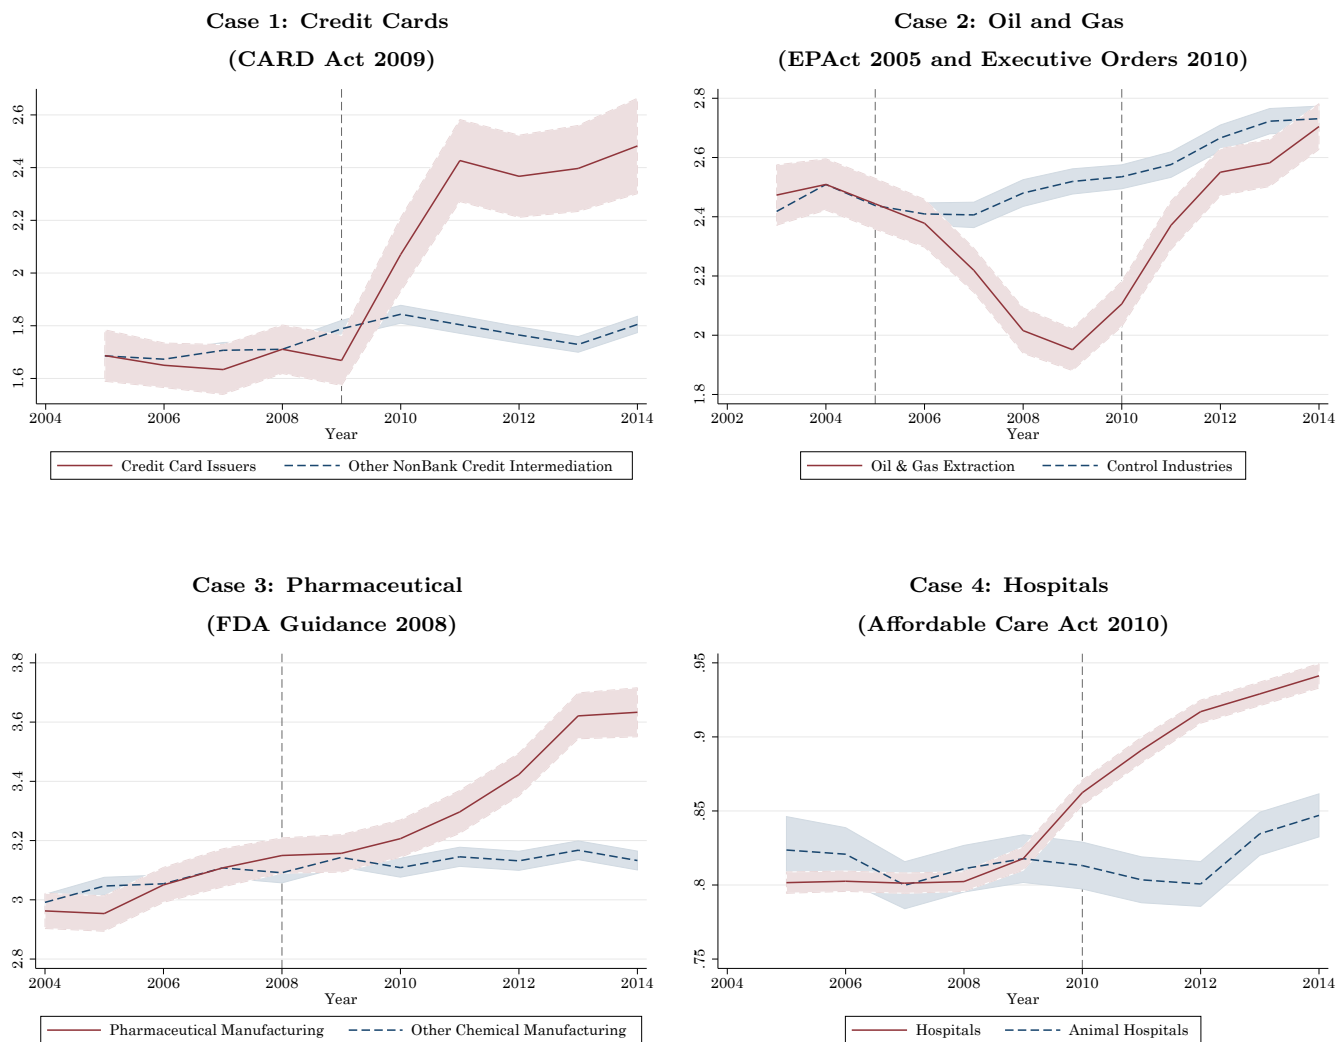 Case 1: Credit Cards
(CARD Act 2009)
2.6
2.4
2.2
2
1.8
1.6
2004 2006 2008 2010 2012 2014
Year
Credit Card Issuers Other NonBank Credit Intermediation
Case 2: Oil and Gas
(EPAct 2005 and Executive Orders 2010)
2.8
2.6
2.4
2.2
2
1.8
2002 2004 2006 2008 2010 2012 2014
Year
Oil & Gas Extraction Control Industries
Case 3: Pharmaceutical
(FDA Guidance 2008)
3.8
3.6
3.4
3.2
3
2.8
2004 2006 2008 2010 2012 2014
Year
Pharmaceutical Manufacturing Other Chemical Manufacturing
Case 4: Hospitals
(Affordable Care Act 2010)
.95
.9
.85
.8
.75
2004 2006 2008 2010 2012 2014
Year
Hospitals Animal Hospitals